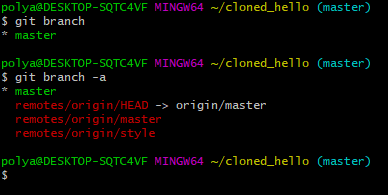 polya@DESKTOP-SQTC4VF MINGW64 ~/cloned_hello (master)
$ git branch
* master
polya@DESKTOP-SQTC4VF MINGW64 ~/cloned_hello (master)
$ git branch -a
* master
remotes/origin/HEAD -> origin/master
remotes/origin/master
remotes/origin/style
polya@DESKTOP-SQTC4VF MINGW64 ~/cloned_hello (master)
$